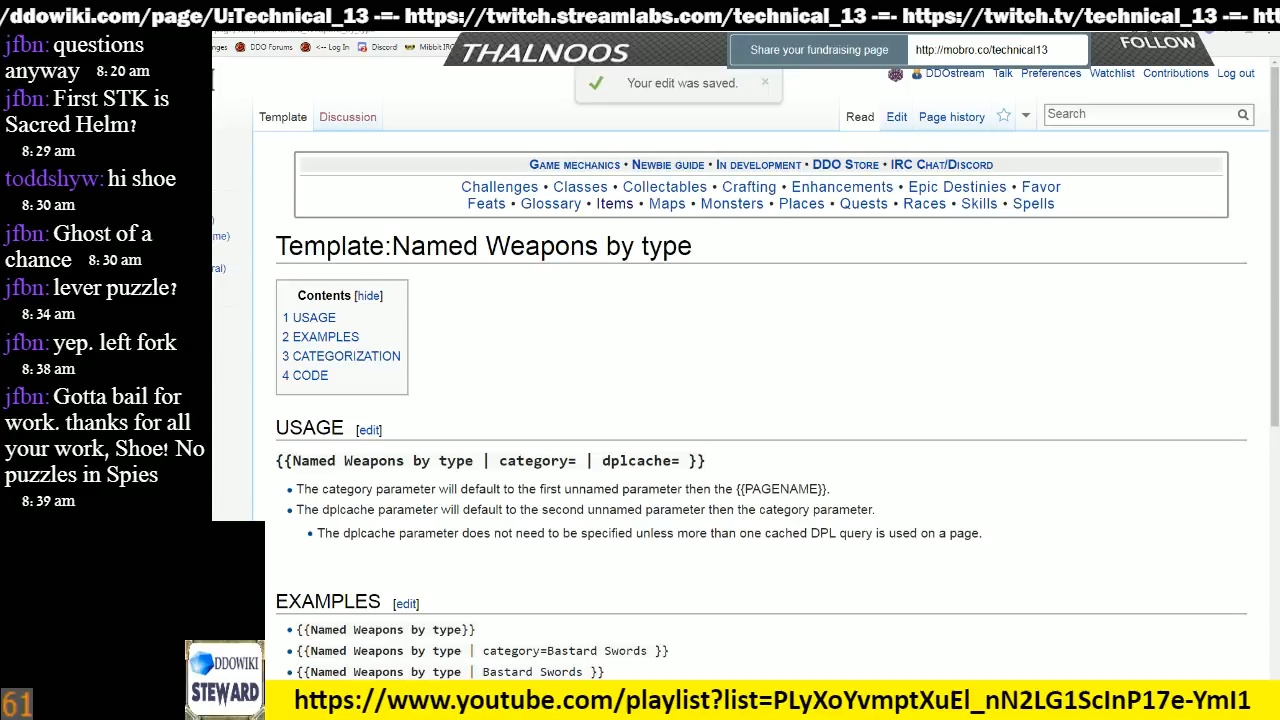 /ddowiki.com/page/U:Technical_13 -=- https://twitch.streamlabs.com/technical_13 -=- https://twitch.tv/technical_13 -=- htt
jfbn: questions
anyway 8:20 am
jfbn: First STK is
Sacred Helm?
8:29 am
toddshyw: hi shoe
8:30 am
jfbn: Ghost of a
chance 8:30 am
jfbn: lever puzzle?
8:34 am
jfbn: yep. left fork
8:38 am
jfbn: Gotta bail for
work. thanks for all
your work, Shoe! No
puzzles in Spies
8:39 am
nges DDO Forums <-- Log In Discord Mibbit IR
THALNOOS
Share your fundraising page http://mobro.co/technical13
FOLLOW
Your edit was saved. ×
DDOstream Talk Preferences Watchlist Contributions Log out
Template Discussion
Read Edit Page history Search
GAME MECHANICS • NEWBIE GUIDE • IN DEVELOPMENT • DDO STORE • IRC CHAT/DISCORD
Challenges • Classes • Collectables • Crafting • Enhancements • Epic Destinies • Favor
Feats • Glossary • Items • Maps • Monsters • Places • Quests • Races • Skills • Spells
)
me)
ral)
Template:Named Weapons by type
Contents [hide]
1 USAGE
2 EXAMPLES
3 CATEGORIZATION
4 CODE
USAGE [edit]
{{Named Weapons by type | category= | dplcache= }}
• The category parameter will default to the first unnamed parameter then the {{PAGENAME}}.
• The dplcache parameter will default to the second unnamed parameter then the category parameter.
• The dplcache parameter does not need to be specified unless more than one cached DPL query is used on a page.
EXAMPLES [edit]
• {{Named Weapons by type}}
• {{Named Weapons by type | category=Bastard Swords }}
• {{Named Weapons by type | Bastard Swords }}
DDOWIKI
STEWARD
61
https://www.youtube.com/playlist?list=PLyXoYvmptXuEl_nN2LG1ScInP17e-YmI1